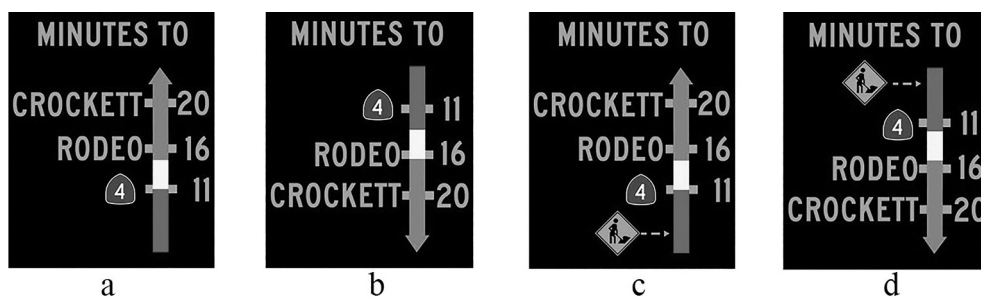 MINUTES TO
CROCKETT 20
RODEO 16
4 11
a
MINUTES TO
4 11
RODEO 16
CROCKETT 20
b
MINUTES TO
CROCKETT 20
RODEO 16
4 11
c
MINUTES TO
4 11
RODEO 16
CROCKETT 20
d